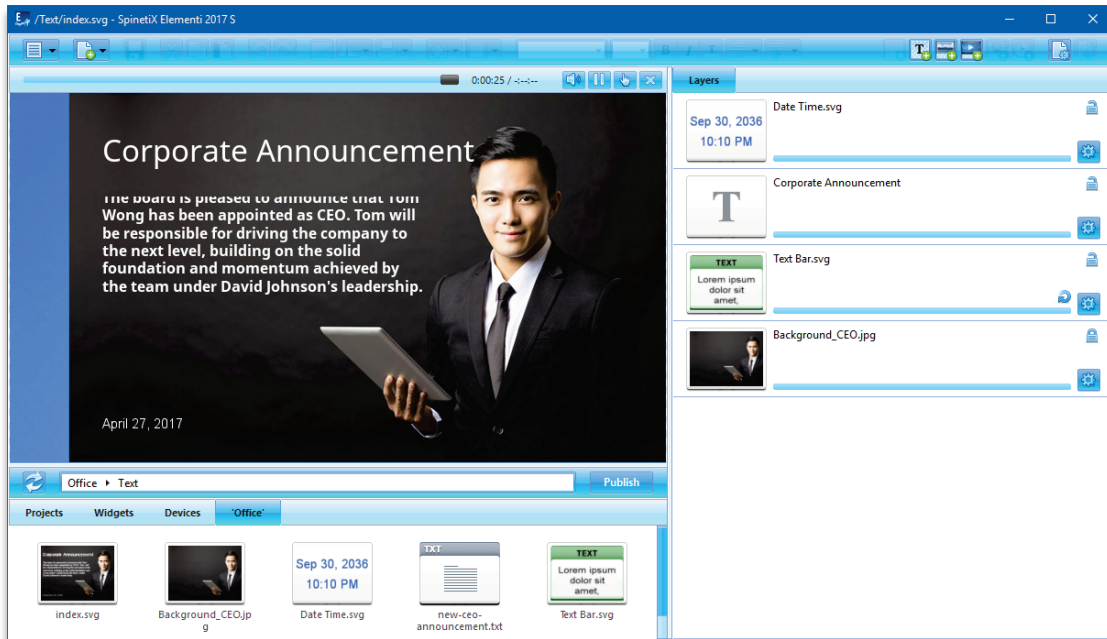 /Text/index.svg - SpinetiX Elementi 2017 S
T
B I T
0:00:25 / -:--:--
Layers
Corporate Announcement
The board is pleased to announce that Tom
Wong has been appointed as CEO. Tom will
be responsible for driving the company to
the next level, building on the solid
foundation and momentum achieved by
the team under David Johnson's leadership.
April 27, 2017
Sep 30, 2036
10:10 PM
Date Time.svg
T
Corporate Announcement
TEXT
Lorem ipsum
dolor sit
amet,
Text Bar.svg
Background_CEO.jpg
Office ▸ Text
Publish
Projects
Widgets
Devices
'Office'
Corporate Announcement
index.svg
Background_CEO.jp
g
Sep 30, 2036
10:10 PM
Date Time.svg
TXT
new-ceo-
announcement.txt
TEXT
Lorem ipsum
dolor sit
amet,
Text Bar.svg